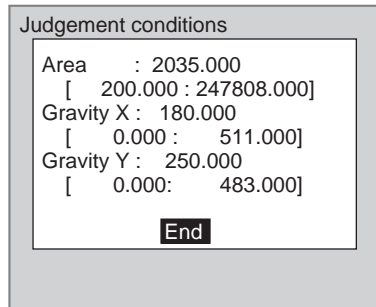 Judgement conditions
Area : 2035.000
[ 200.000 : 247808.000]
Gravity X : 180.000
[ 0.000 : 511.000]
Gravity Y : 250.000
[ 0.000: 483.000]
End